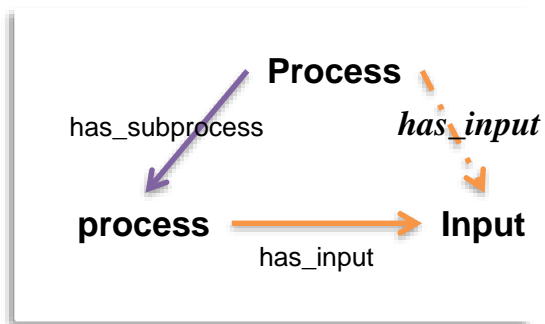 Process
has_subprocess
has_input
process
Input
has_input